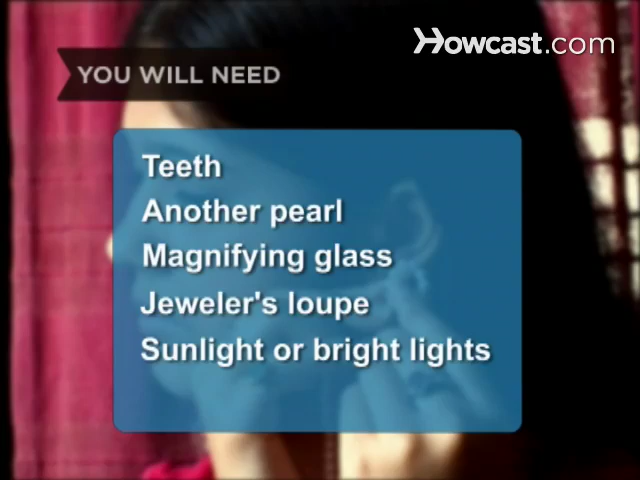 Howcast.com
YOU WILL NEED
Teeth
Another pearl
Magnifying glass
Jeweler's loupe
Sunlight or bright lights